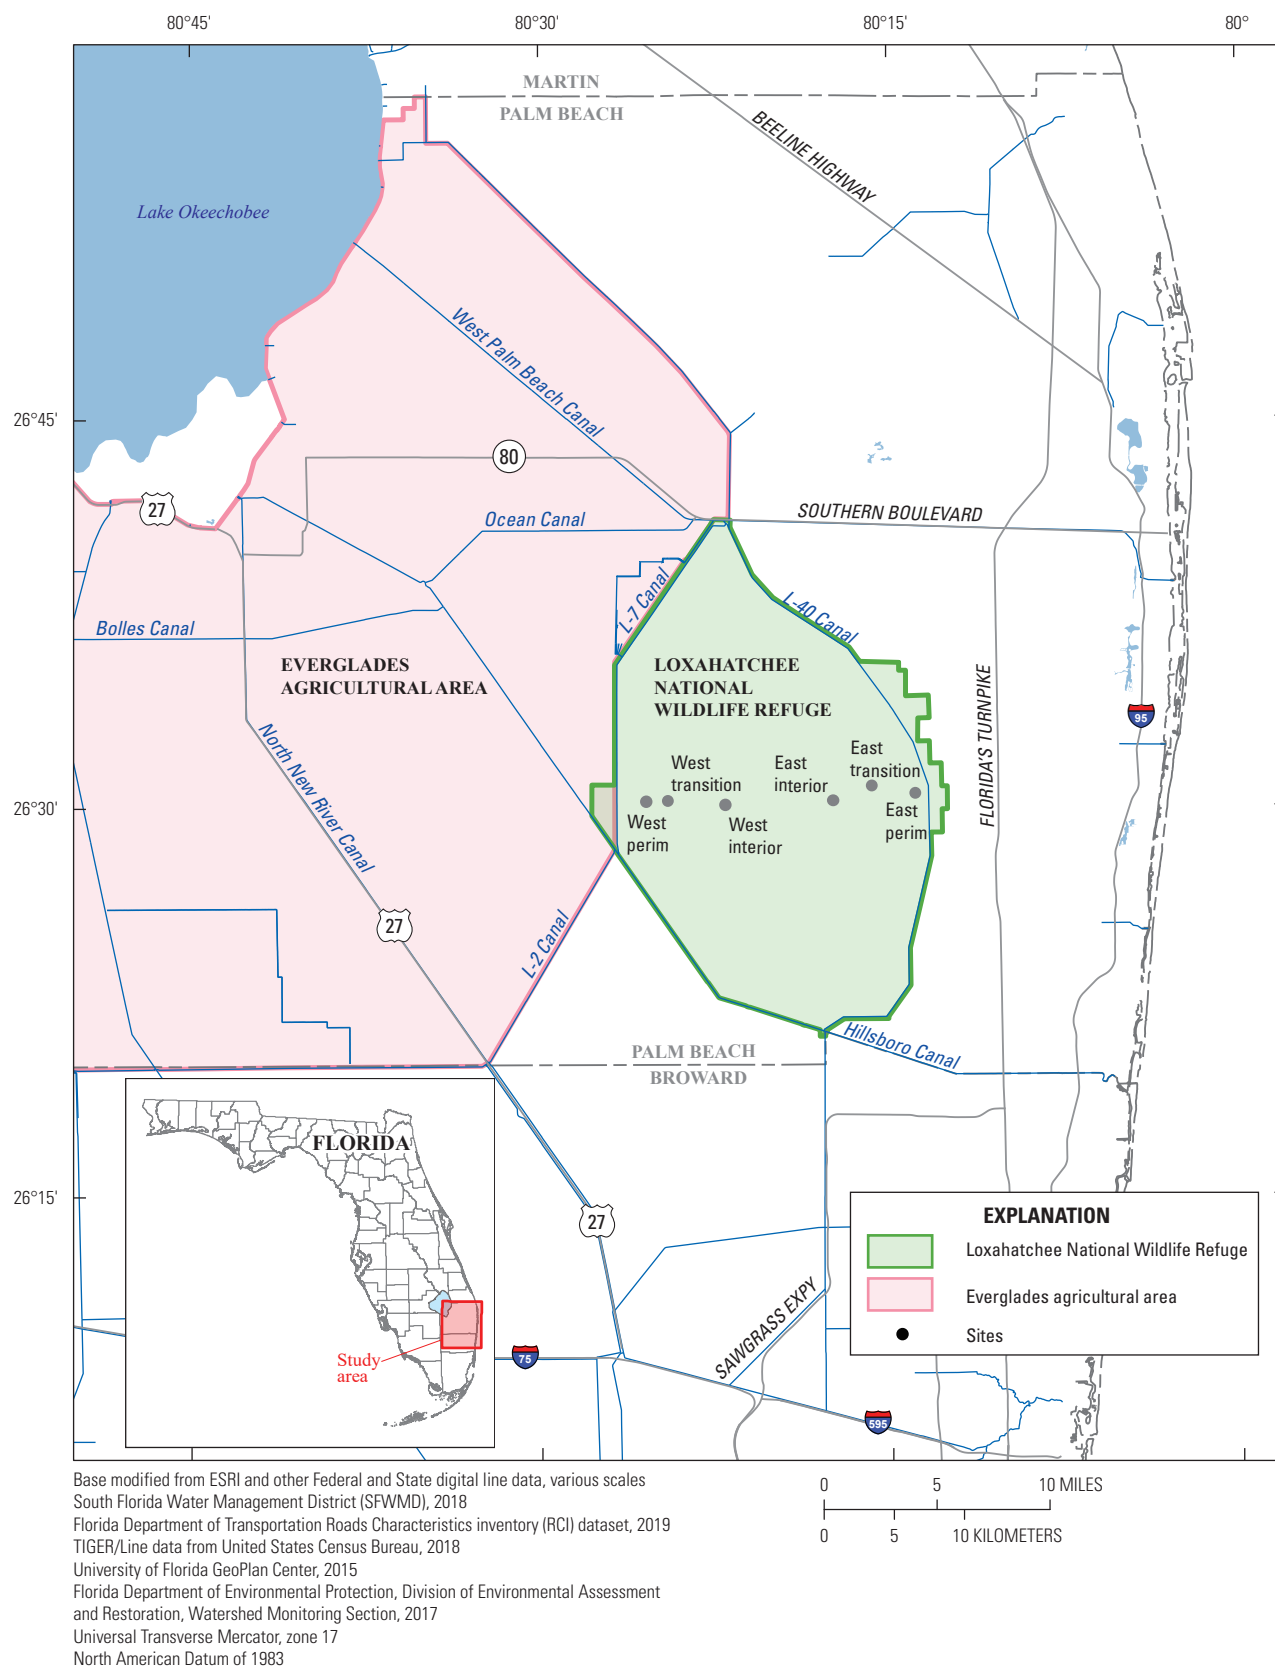 80°45'
80°30'
80°15'
80°
MARTIN
PALM BEACH
BEELINE HIGHWAY
Lake Okeechobee
West Palm Beach Canal
26°45'
80
27
Ocean Canal
SOUTHERN BOULEVARD
L-7 Canal
L-40 Canal
Bolles Canal
EVERGLADES
AGRICULTURAL AREA
LOXAHATCHEE
NATIONAL
WILDLIFE REFUGE
FLORIDA'S TURNPIKE
95
North New River Canal
West
transition
East
interior
East
transition
26°30'
West
perim
West
interior
East
perim
27
L-2 Canal
Hillsboro Canal
PALM BEACH
BROWARD
FLORIDA
Study
area
26°15'
27
EXPLANATION
Loxahatchee National Wildlife Refuge
Everglades agricultural area
Sites
SAWGRASS EXPY
75
595
Base modified from ESRI and other Federal and State digital line data, various scales
South Florida Water Management District (SFWMD), 2018
Florida Department of Transportation Roads Characteristics inventory (RCI) dataset, 2019
TIGER/Line data from United States Census Bureau, 2018
University of Florida GeoPlan Center, 2015
Florida Department of Environmental Protection, Division of Environmental Assessment
and Restoration, Watershed Monitoring Section, 2017
Universal Transverse Mercator, zone 17
North American Datum of 1983
0 5 10 MILES
0 5 10 KILOMETERS